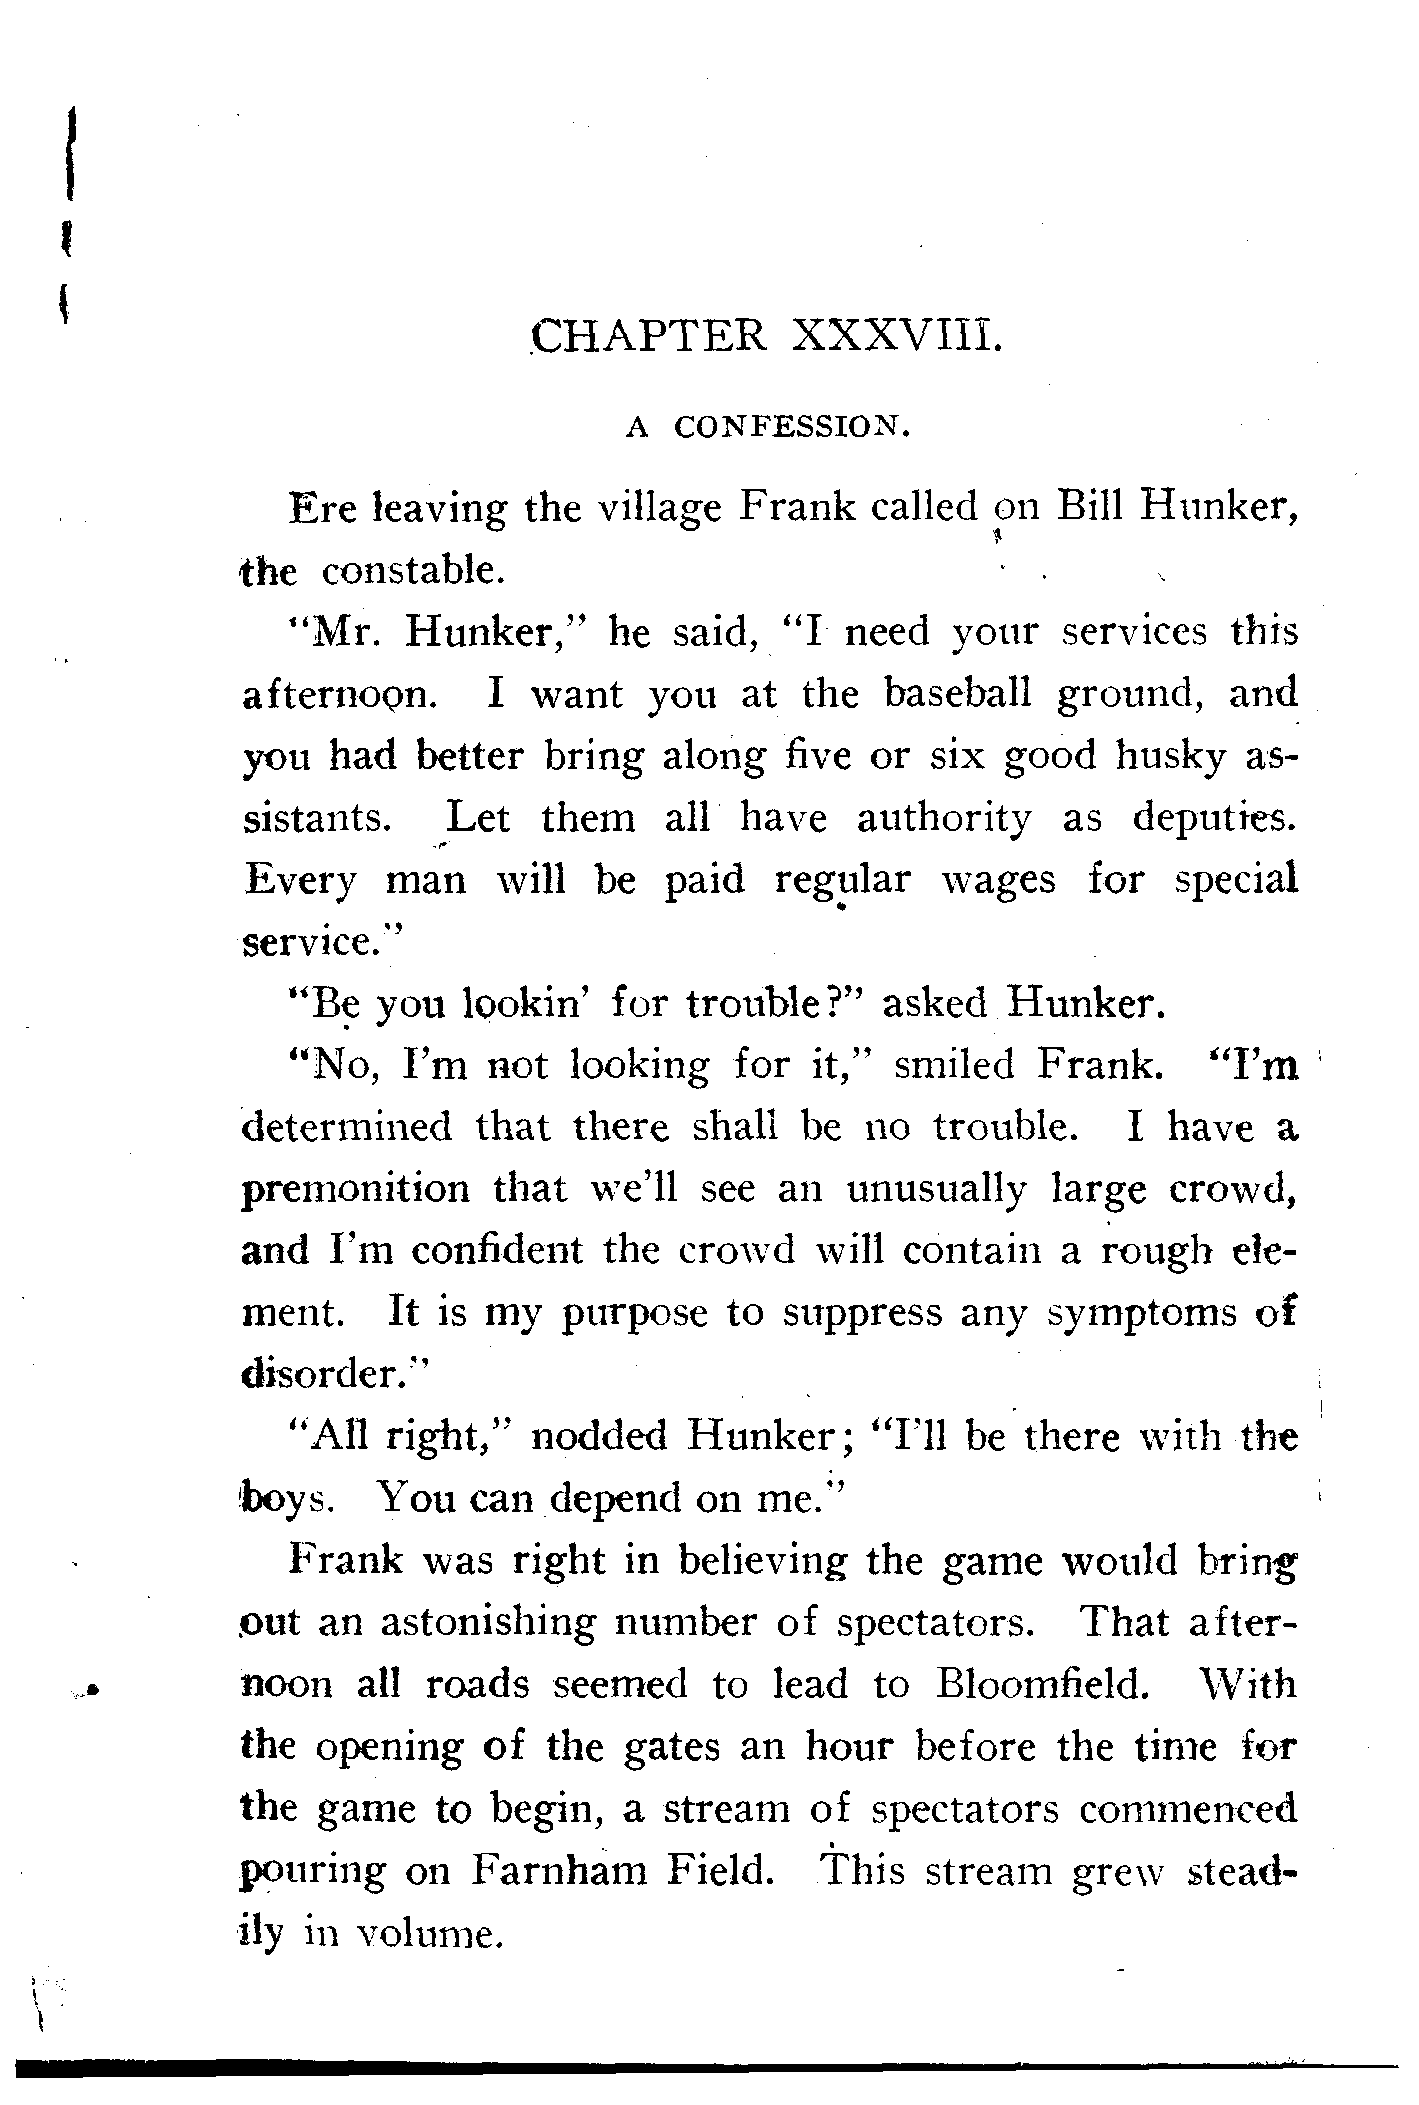 CHAPTER XXXVIII.
A CONFESSION.
Ere leaving the village Frank called on Bill Hunker,
the constable.
"Mr. Hunker," he said, "I need your services this
afternoon. I want you at the baseball ground, and
you had better bring along five or six good husky as-
sistants. Let them all have authority as deputies.
Every man will be paid regular wages for special
service."
"Be you lookin' for trouble?" asked Hunker.
"No, I'm not looking for it," smiled Frank. "I'm
determined that there shall be no trouble. I have a
premonition that we'll see an unusually large crowd,
and I'm confident the crowd will contain a rough ele-
ment. It is my purpose to suppress any symptoms of
disorder."
"All right," nodded Hunker; "I'll be there with the
boys. You can depend on me."
Frank was right in believing the game would bring
out an astonishing number of spectators. That after-
noon all roads seemed to lead to Bloomfield. With
the opening of the gates an hour before the time for
the game to begin, a stream of spectators commenced
pouring on Farnham Field. This stream grew stead-
ily in volume.